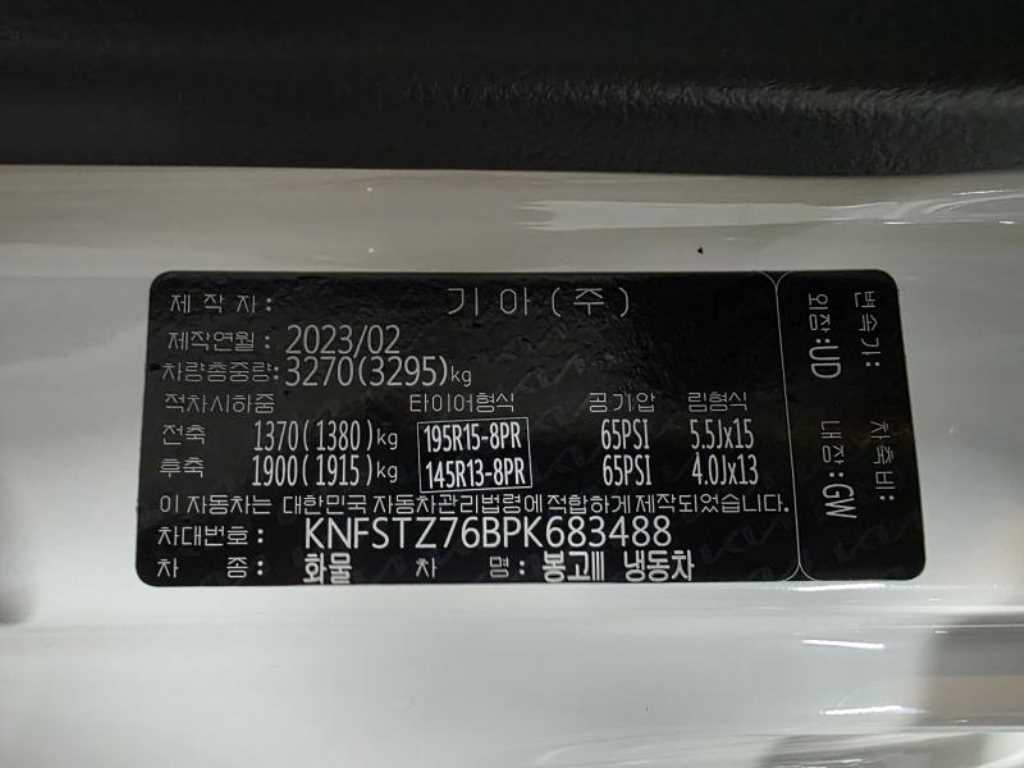 제 작 자 : 기 아 ( 주 )
제작연월 : 2023/02
차량총중량: 3270(3295)kg
적차시하중 타이어형식 공기압 림형식
전축 1370(1380)kg 195R15-8PR 65PSI 5.5Jx15
후축 1900(1915)kg 145R13-8PR 65PSI 4.0Jx13
이 자동차는 대한민국 자동차관리법령에 적합하게 제작되었습니다.
차대번호 : KNFSTZ76BPK683488
차 종 : 화물 차 명 : 봉고Ⅲ 냉동차
변속기:
차축비:
외장:UD
내장:GW